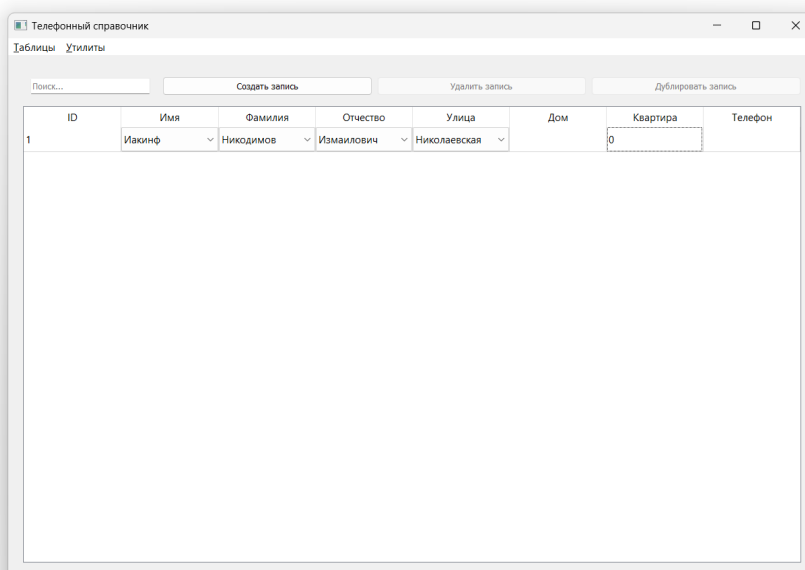 Телефонный справочник
Таблицы Утилиты
Поиск... Создать запись Удалить запись Дублировать запись
ID Имя Фамилия Отчество Улица Дом Квартира Телефон
1 Иакинф Никодимов Измаилович Николаевская 0